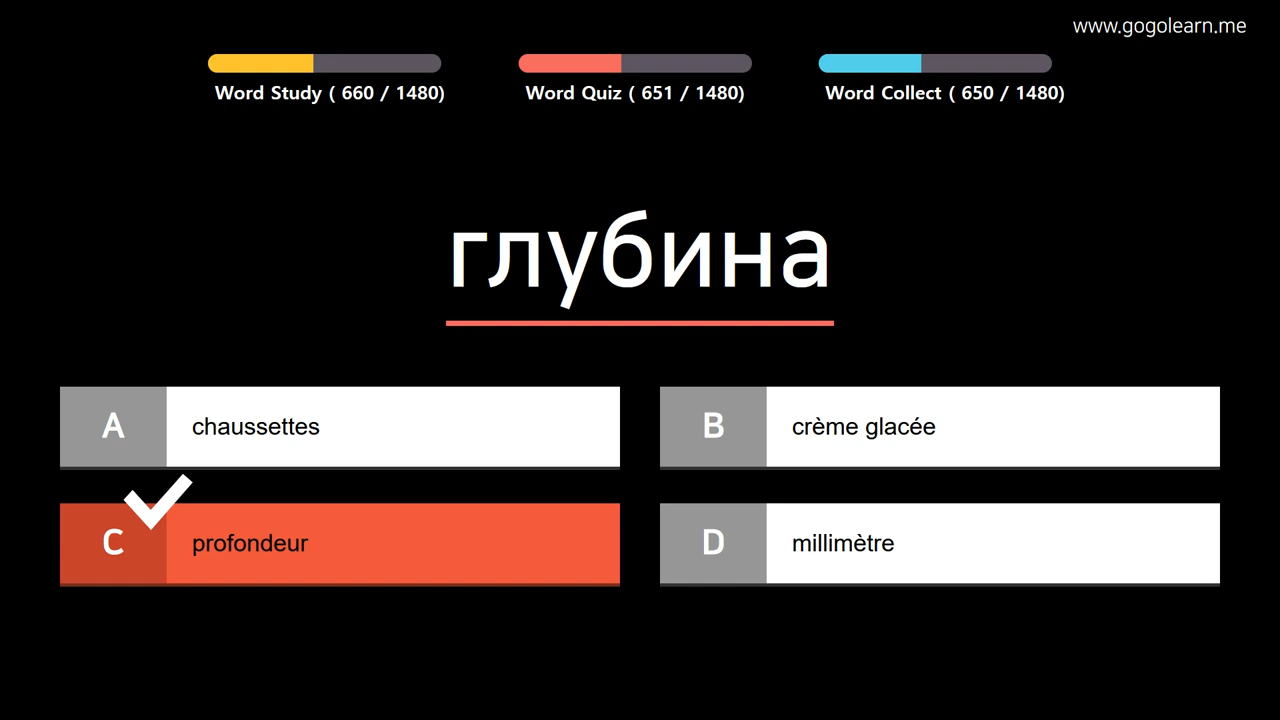 www.gogolearn.me
Word Study ( 660 / 1480)
Word Quiz ( 651 / 1480)
Word Collect ( 650 / 1480)
глубина
A chaussettes
B crème glacée
C profondeur
D millimètre